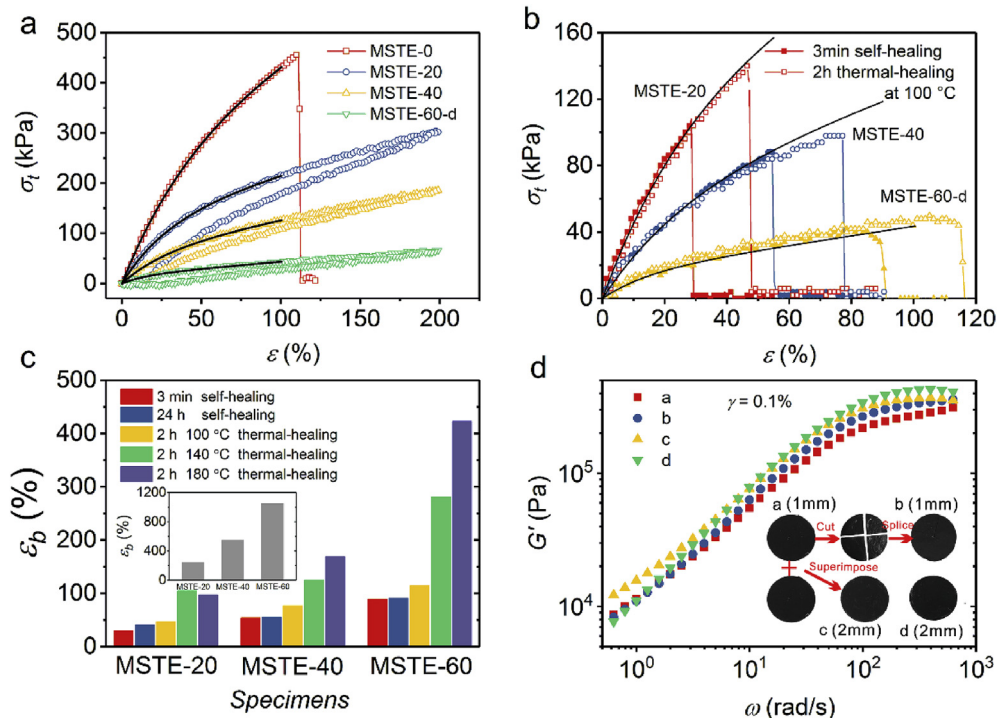 a
500
400
300
200
100
0
σt (kPa)
MSTE-0
MSTE-20
MSTE-40
MSTE-60-d
0 50 100 150 200
ε (%)
b
160
120
80
40
0
σt (kPa)
3min self-healing
2h thermal-healing
at 100 °C
MSTE-20
MSTE-40
MSTE-60-d
0 20 40 60 80 100 120
ε (%)
c
500
400
300
200
100
0
εb (%)
3 min self-healing
24 h self-healing
2 h 100 °C thermal-healing
2 h 140 °C thermal-healing
2 h 180 °C thermal-healing
1200
800
400
0
εb (%)
MSTE-20 MSTE-40 MSTE-60
MSTE-20 MSTE-40 MSTE-60
Specimens
d
10⁵
10⁴
G' (Pa)
a
b
c
d
γ = 0.1%
a (1mm) b (1mm)
Cut Splice
Superimpose
c (2mm) d (2mm)
10⁰ 10¹ 10² 10³
ω (rad/s)